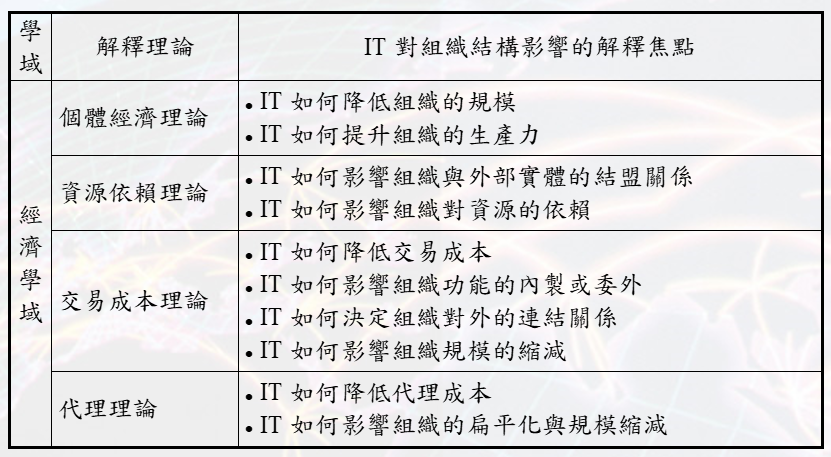 學域
解釋理論
IT 對組織結構影響的解釋焦點
經濟學域
個體經濟理論
• IT 如何降低組織的規模
• IT 如何提升組織的生產力
資源依賴理論
• IT 如何影響組織與外部實體的結盟關係
• IT 如何影響組織對資源的依賴
交易成本理論
• IT 如何降低交易成本
• IT 如何影響組織功能的內製或委外
• IT 如何決定組織對外的連結關係
• IT 如何影響組織規模的縮減
代理理論
• IT 如何降低代理成本
• IT 如何影響組織的扁平化與規模縮減